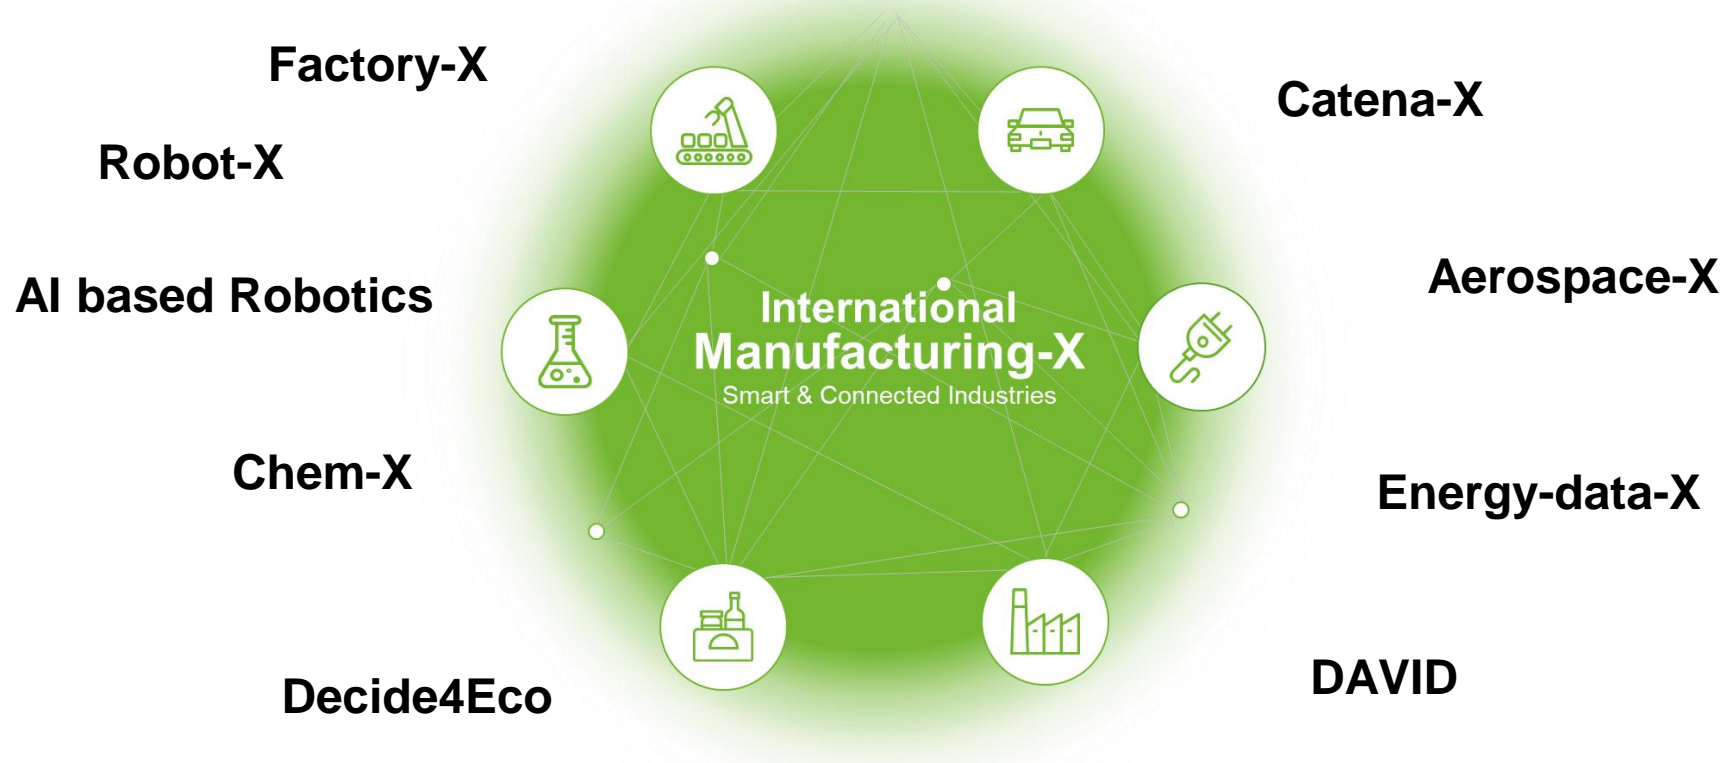 Factory-X
Catena-X
Robot-X
Aerospace-X
AI based Robotics
International
Manufacturing-X
Smart & Connected Industries
Chem-X
Energy-data-X
Decide4Eco
DAVID